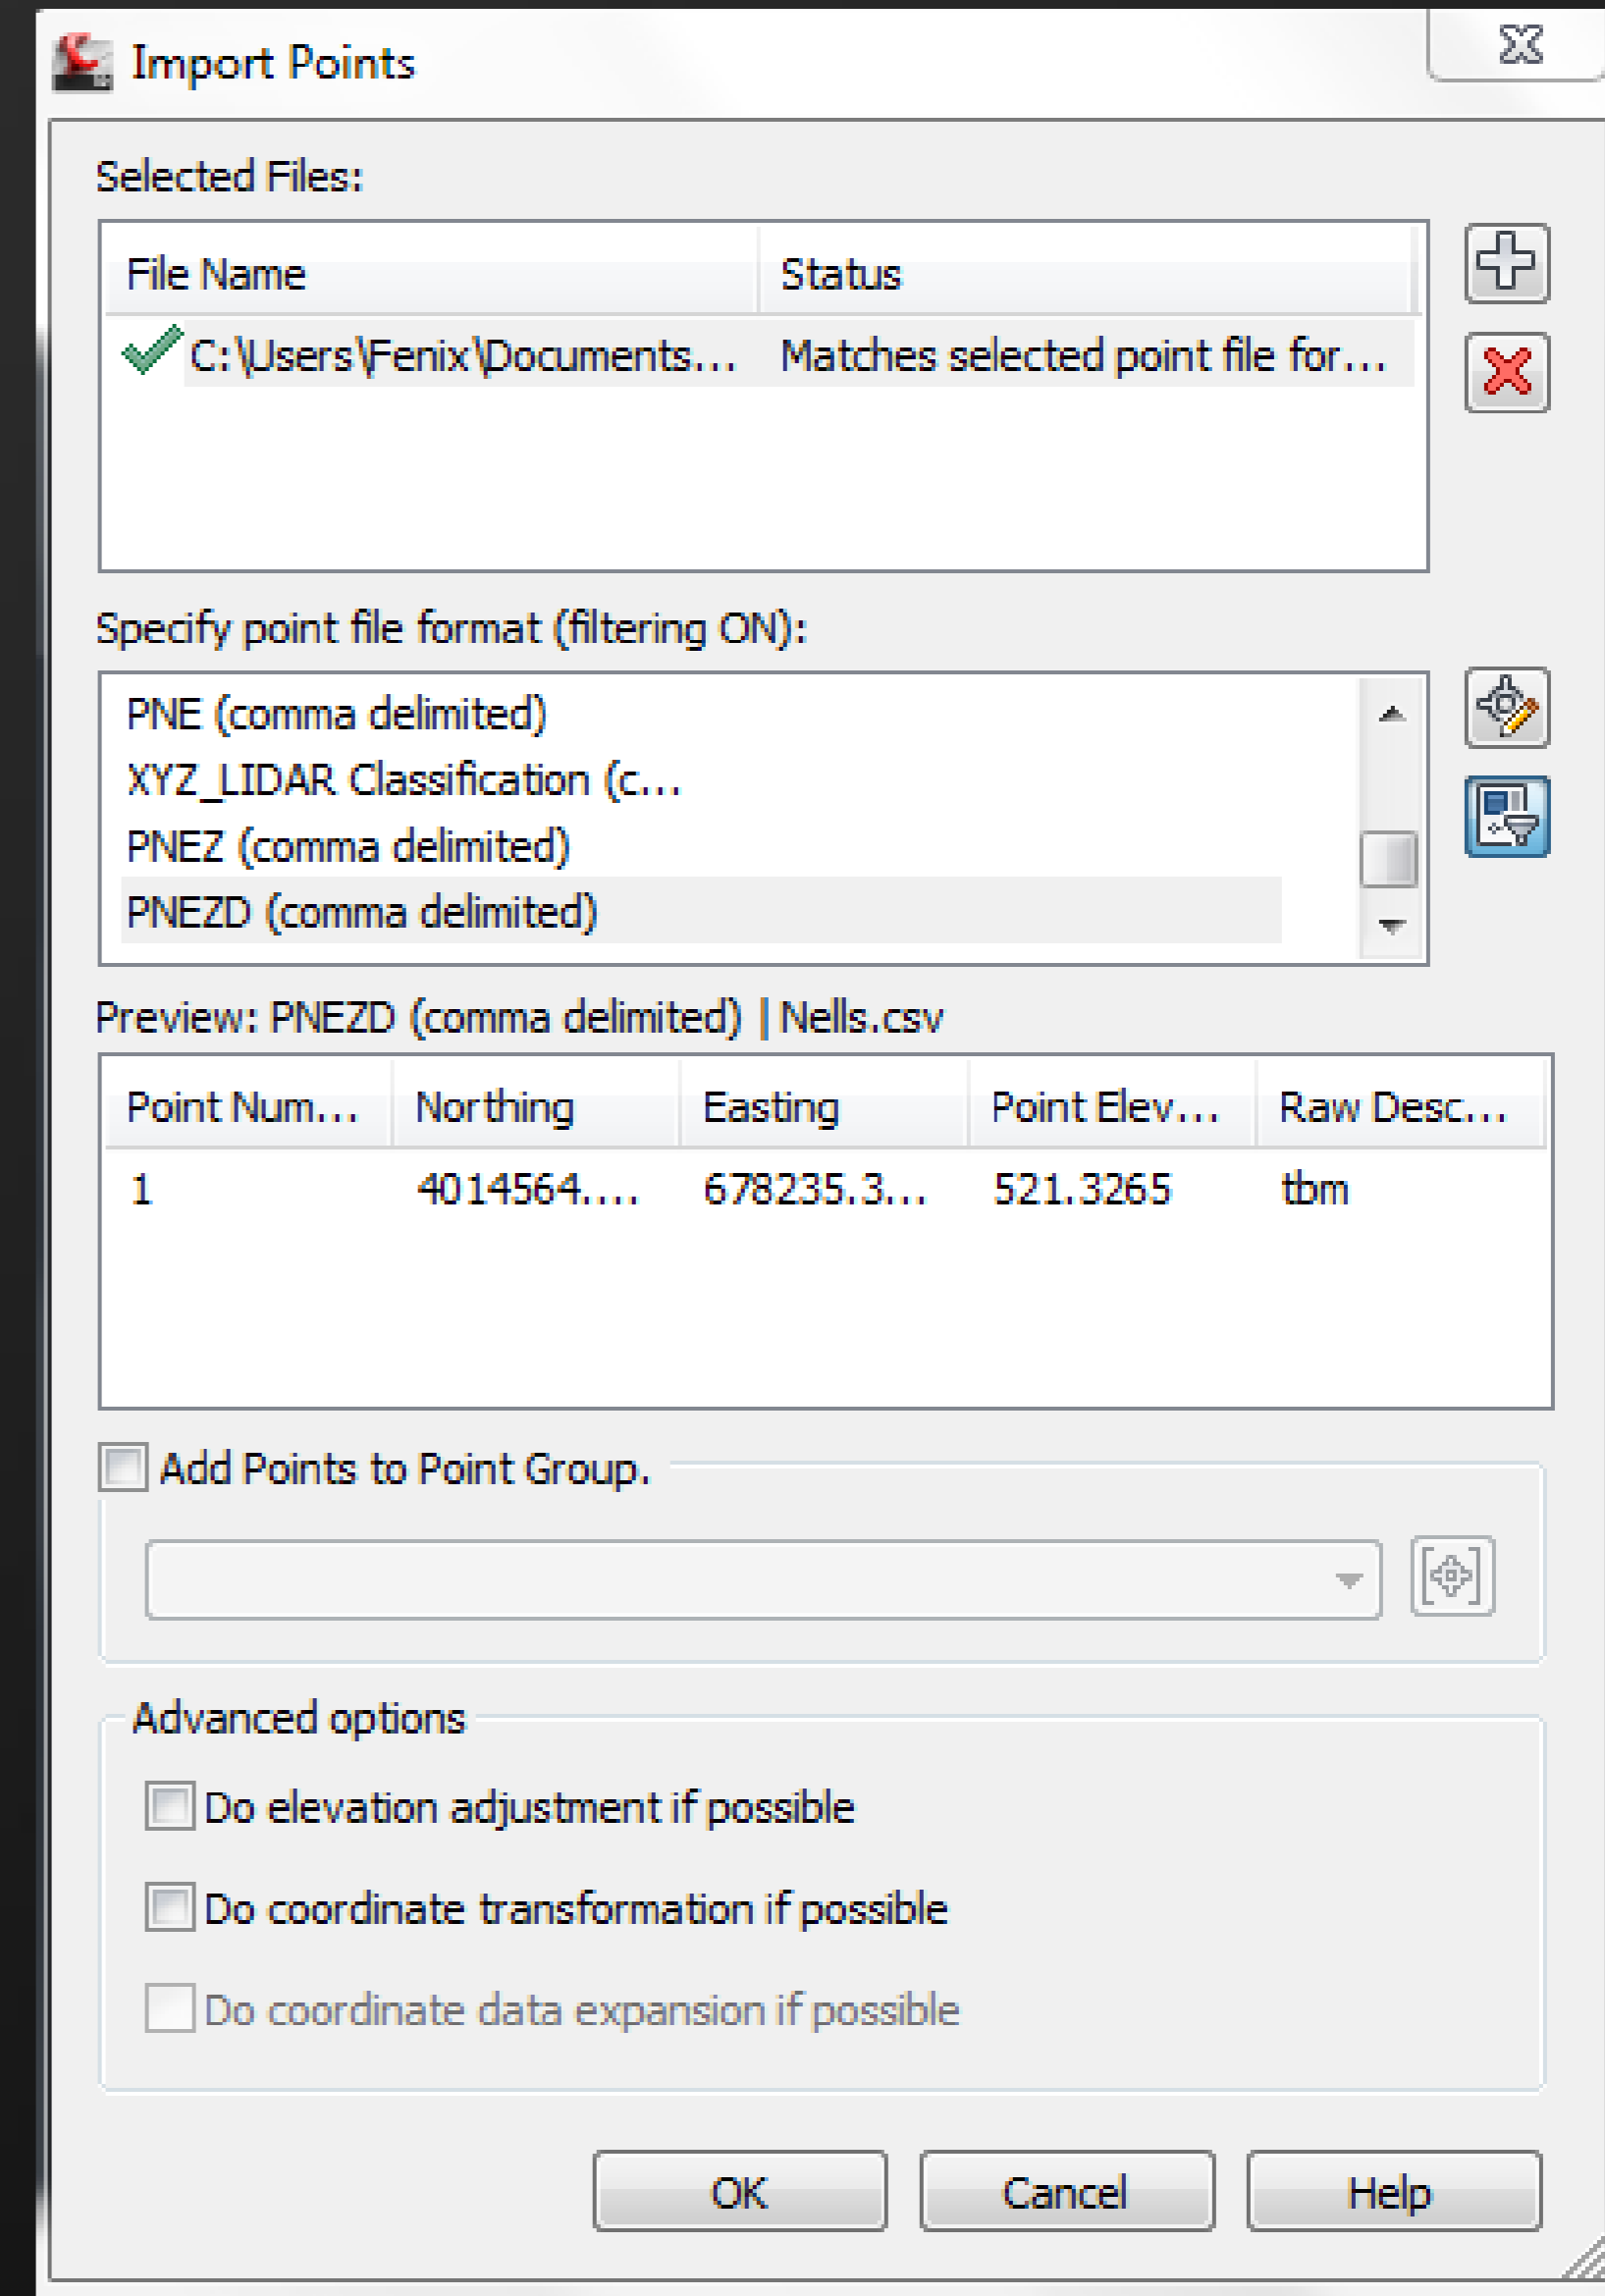 Import Points
Selected Files:
File Name Status
C:\Users\Fenix\Documents... Matches selected point file for...
Specify point file format (filtering ON):
PNE (comma delimited)
XYZ_LIDAR Classification (c...
PNEZ (comma delimited)
PNEZD (comma delimited)
Preview: PNEZD (comma delimited) | Nells.csv
Point Num... Northing Easting Point Elev... Raw Desc...
1 4014564.... 678235.3... 521.3265 tbm
Add Points to Point Group.
Advanced options
Do elevation adjustment if possible
Do coordinate transformation if possible
Do coordinate data expansion if possible
OK Cancel Help